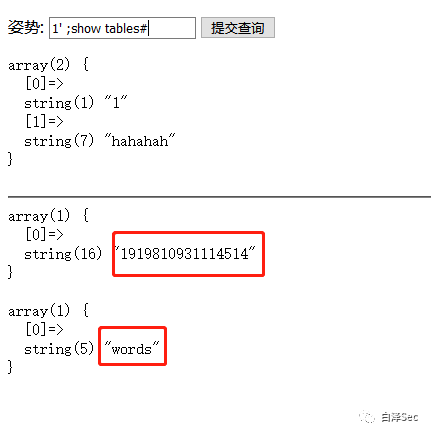 姿势: 1' ;show tables# 提交查询
array(2) {
[0]=>
string(1) "1"
[1]=>
string(7) "hahahah"
}
array(1) {
[0]=>
string(16) "1919810931114514"
}
array(1) {
[0]=>
string(5) "words"
}
白泽Sec